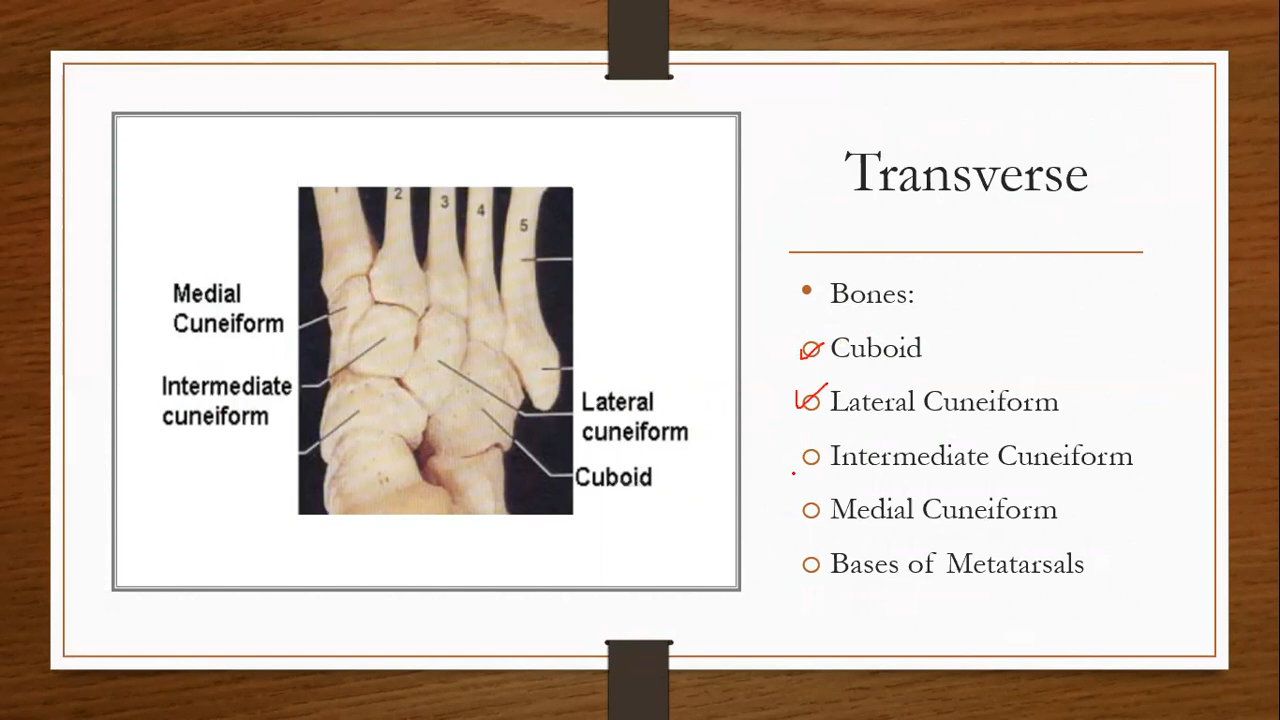 Transverse
1
2
3
4
5
Medial
Cuneiform
Intermediate
cuneiform
Lateral
cuneiform
Cuboid
• Bones:
Cuboid
Lateral Cuneiform
Intermediate Cuneiform
Medial Cuneiform
Bases of Metatarsals